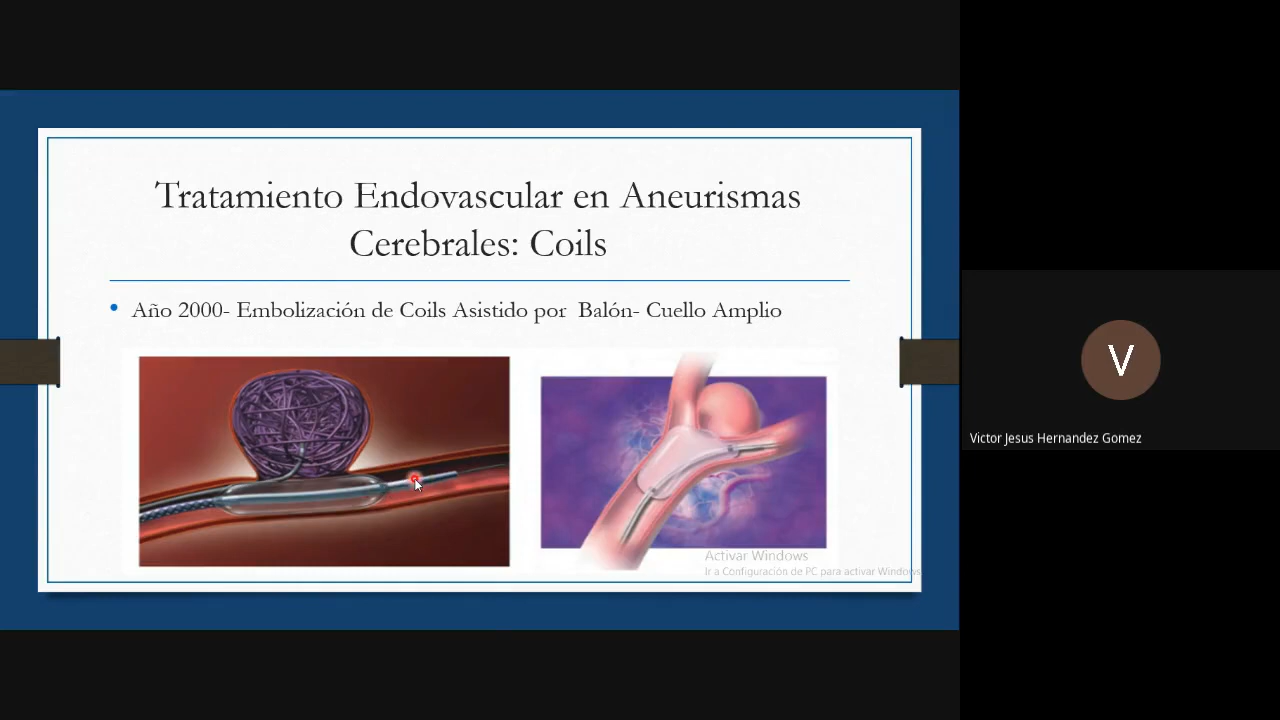 Tratamiento Endovascular en Aneurismas
Cerebrales: Coils
• Año 2000- Embolización de Coils Asistido por Balón- Cuello Amplio
Activar Windows
Ir a Configuración de PC para activar Windows
V
Victor Jesus Hernandez Gomez